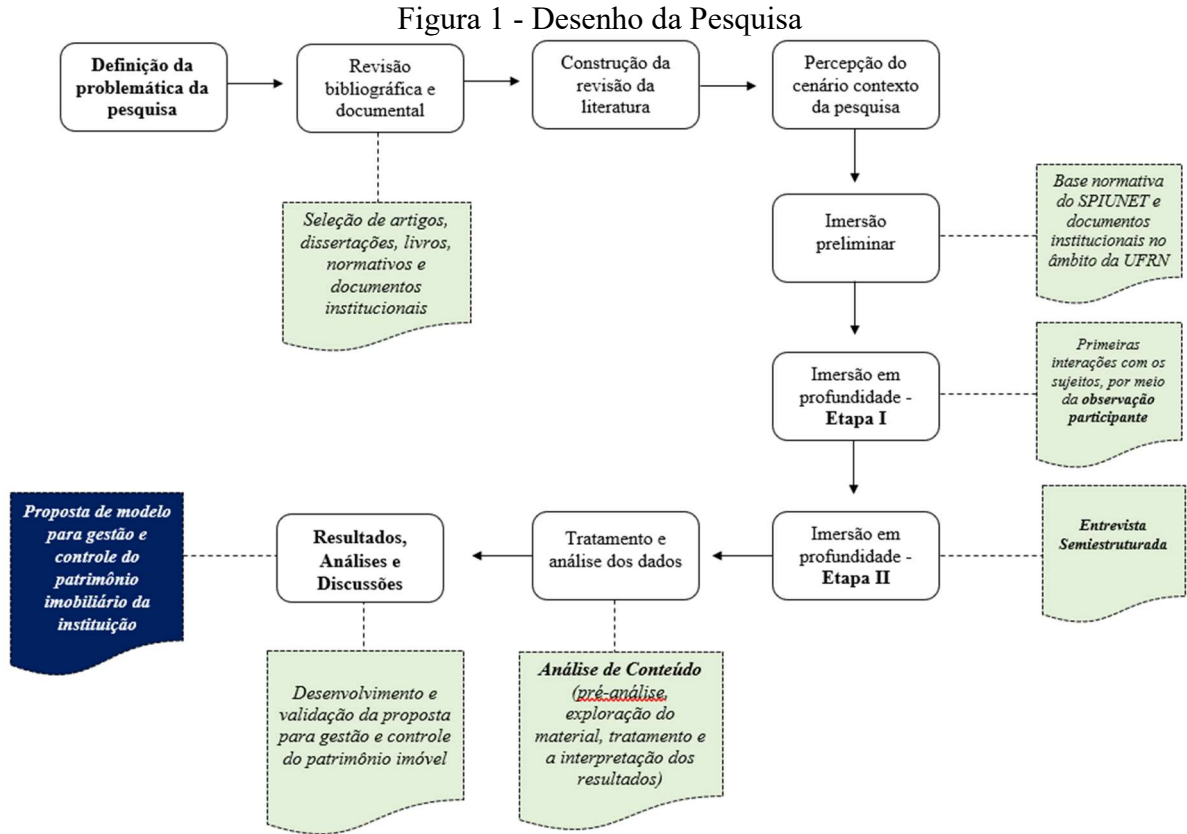 Figura 1 - Desenho da Pesquisa
Definição da
problemática da
pesquisa
Revisão
bibliográfica e
documental
Construção da
revisão da
literatura
Percepção do
cenário contexto
da pesquisa
Seleção de artigos,
dissertações, livros,
normativos e
documentos
institucionais
Imersão
preliminar
Base normativa
do SPIUNET e
documentos
institucionais no
âmbito da UFRN
Imersão em
profundidade -
Etapa I
Primeiras
interações com os
sujeitos, por meio
da observação
participante
Imersão em
profundidade -
Etapa II
Entrevista
Semiestruturada
Tratamento e
análise dos dados
Resultados,
Análises e
Discussões
Proposta de modelo
para gestão e
controle do
patrimônio
imobiliário da
instituição
Análise de Conteúdo
(pré-análise,
exploração do
material, tratamento e
a interpretação dos
resultados)
Desenvolvimento e
validação da proposta
para gestão e controle
do patrimônio imóvel